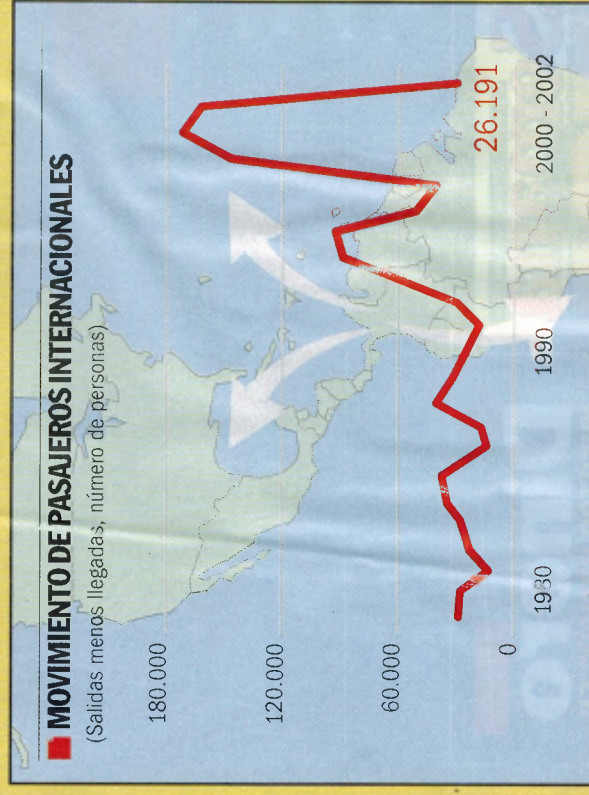 MOVIMIENTO DE PASAJEROS INTERNACIONALES
(Salidas menos llegadas, número de personas)
180.000
120.000
60.000
0
26.191
1980
1990
2000 - 2002